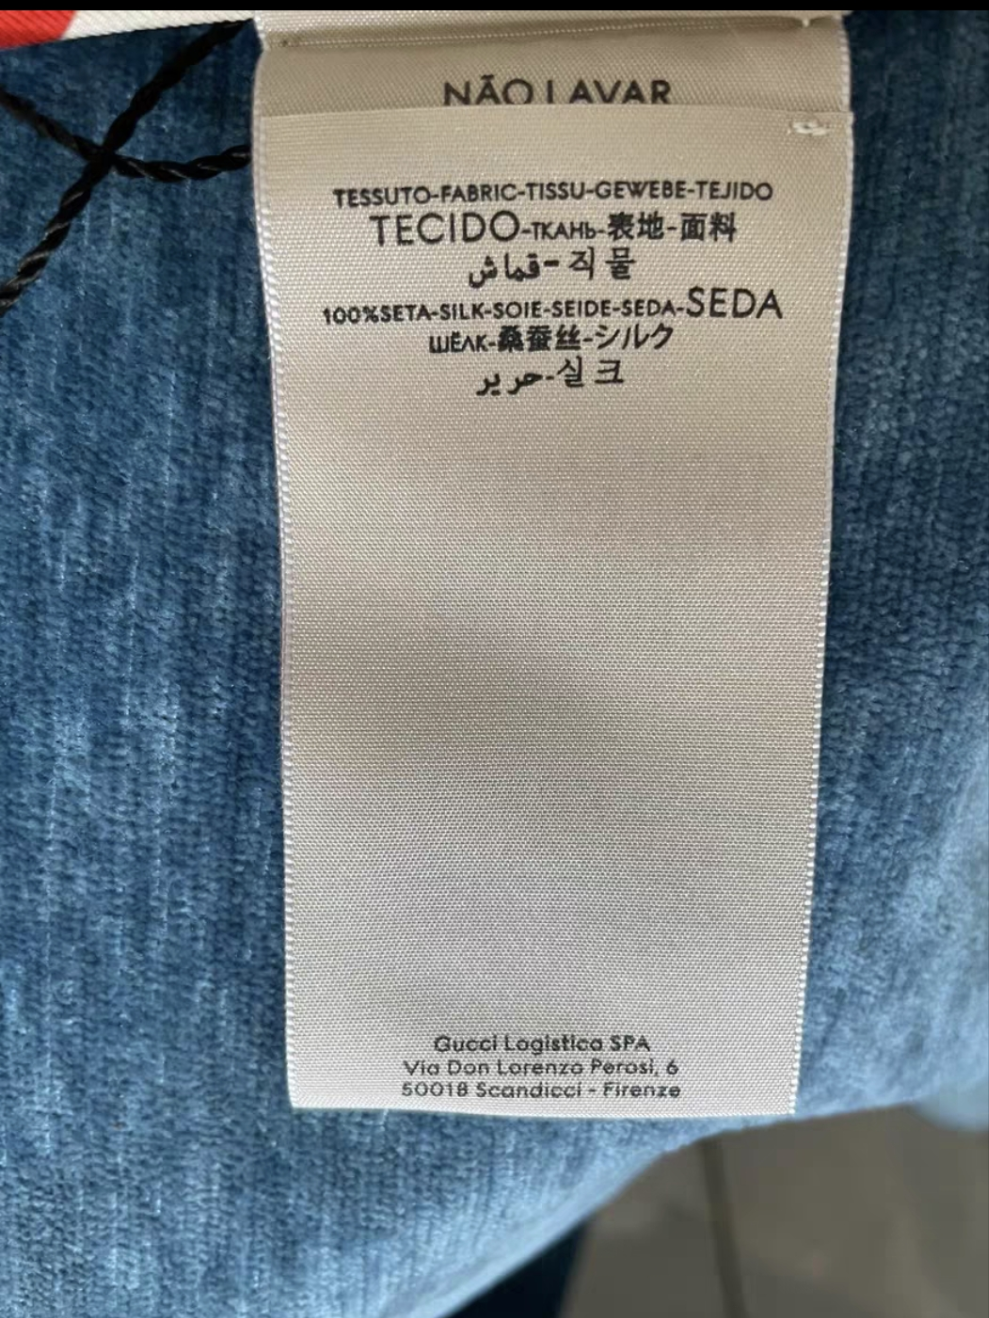 NÃO LAVAR
TESSUTO-FABRIC-TISSU-GEWEBE-TEJIDO
TECIDO-ТКАНЬ-表地-面料
قماش-직물
100%SETA-SILK-SOIE-SEIDE-SEDA-SEDA
ШЁЛК-桑蚕丝-シルク
حرير-실크
Gucci Logistica SPA
Via Don Lorenzo Perosi, 6
50018 Scandicci - Firenze